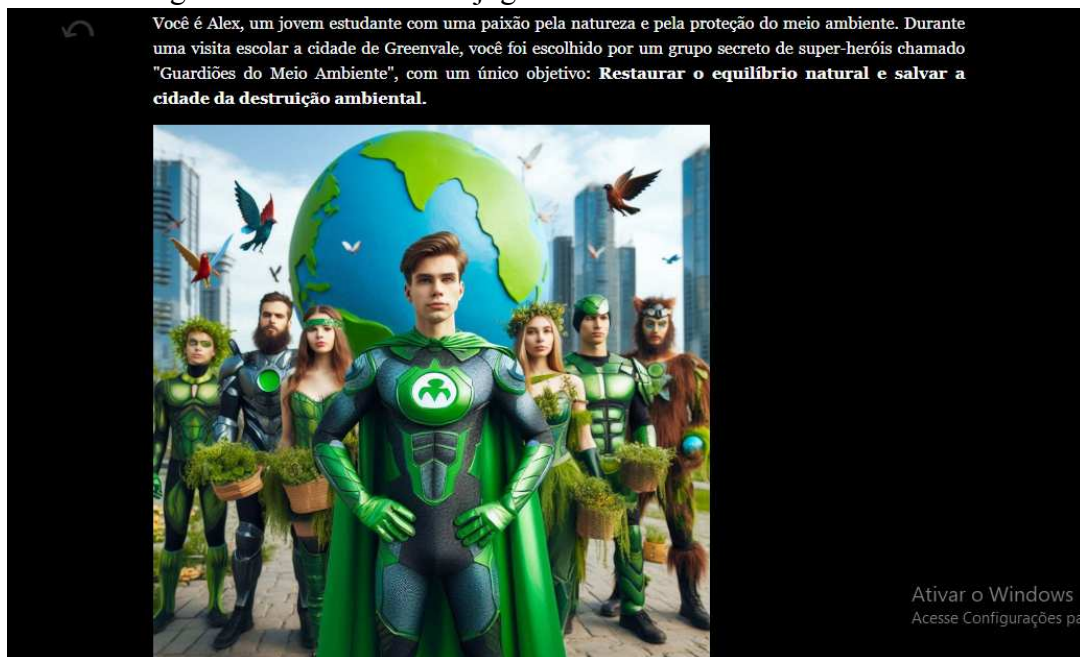 Você é Alex, um jovem estudante com uma paixão pela natureza e pela proteção do meio ambiente. Durante
uma visita escolar a cidade de Greenvale, você foi escolhido por um grupo secreto de super-heróis chamado
"Guardiões do Meio Ambiente", com um único objetivo: Restaurar o equilíbrio natural e salvar a
cidade da destruição ambiental.
Ativar o Windows
Acesse Configurações